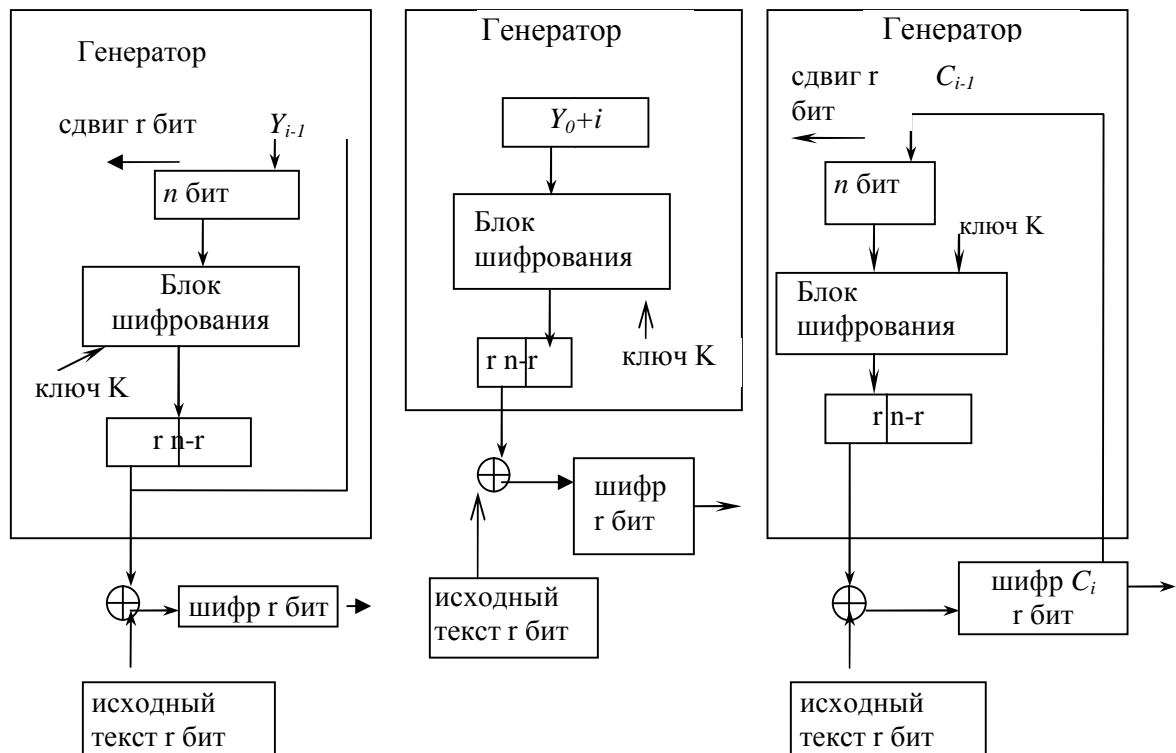 Генератор
сдвиг r бит
Y_{i-1}
n бит
Блок
шифрования
ключ K
r n-r
шифр r бит
исходный
текст r бит
Генератор
Y_0+i
Блок
шифрования
ключ K
r n-r
шифр
r бит
исходный
текст r бит
Генератор
сдвиг r
бит
C_{i-1}
n бит
ключ K
Блок
шифрования
r n-r
шифр C_i
r бит
исходный
текст r бит